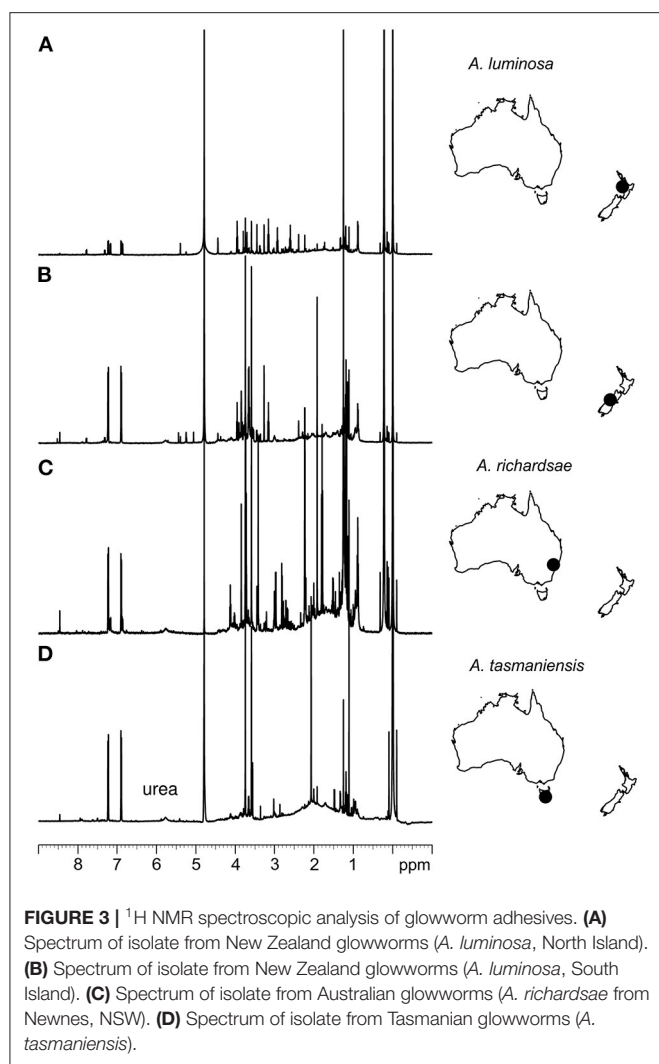 A
A. luminosa
B
C
A. richardsae
D
A. tasmaniensis
urea
8 7 6 5 4 3 2 1 ppm
FIGURE 3 | ¹H NMR spectroscopic analysis of glowworm adhesives. (A)
Spectrum of isolate from New Zealand glowworms (A. luminosa, North Island).
(B) Spectrum of isolate from New Zealand glowworms (A. luminosa, South
Island). (C) Spectrum of isolate from Australian glowworms (A. richardsae from
Newnes, NSW). (D) Spectrum of isolate from Tasmanian glowworms (A.
tasmaniensis).